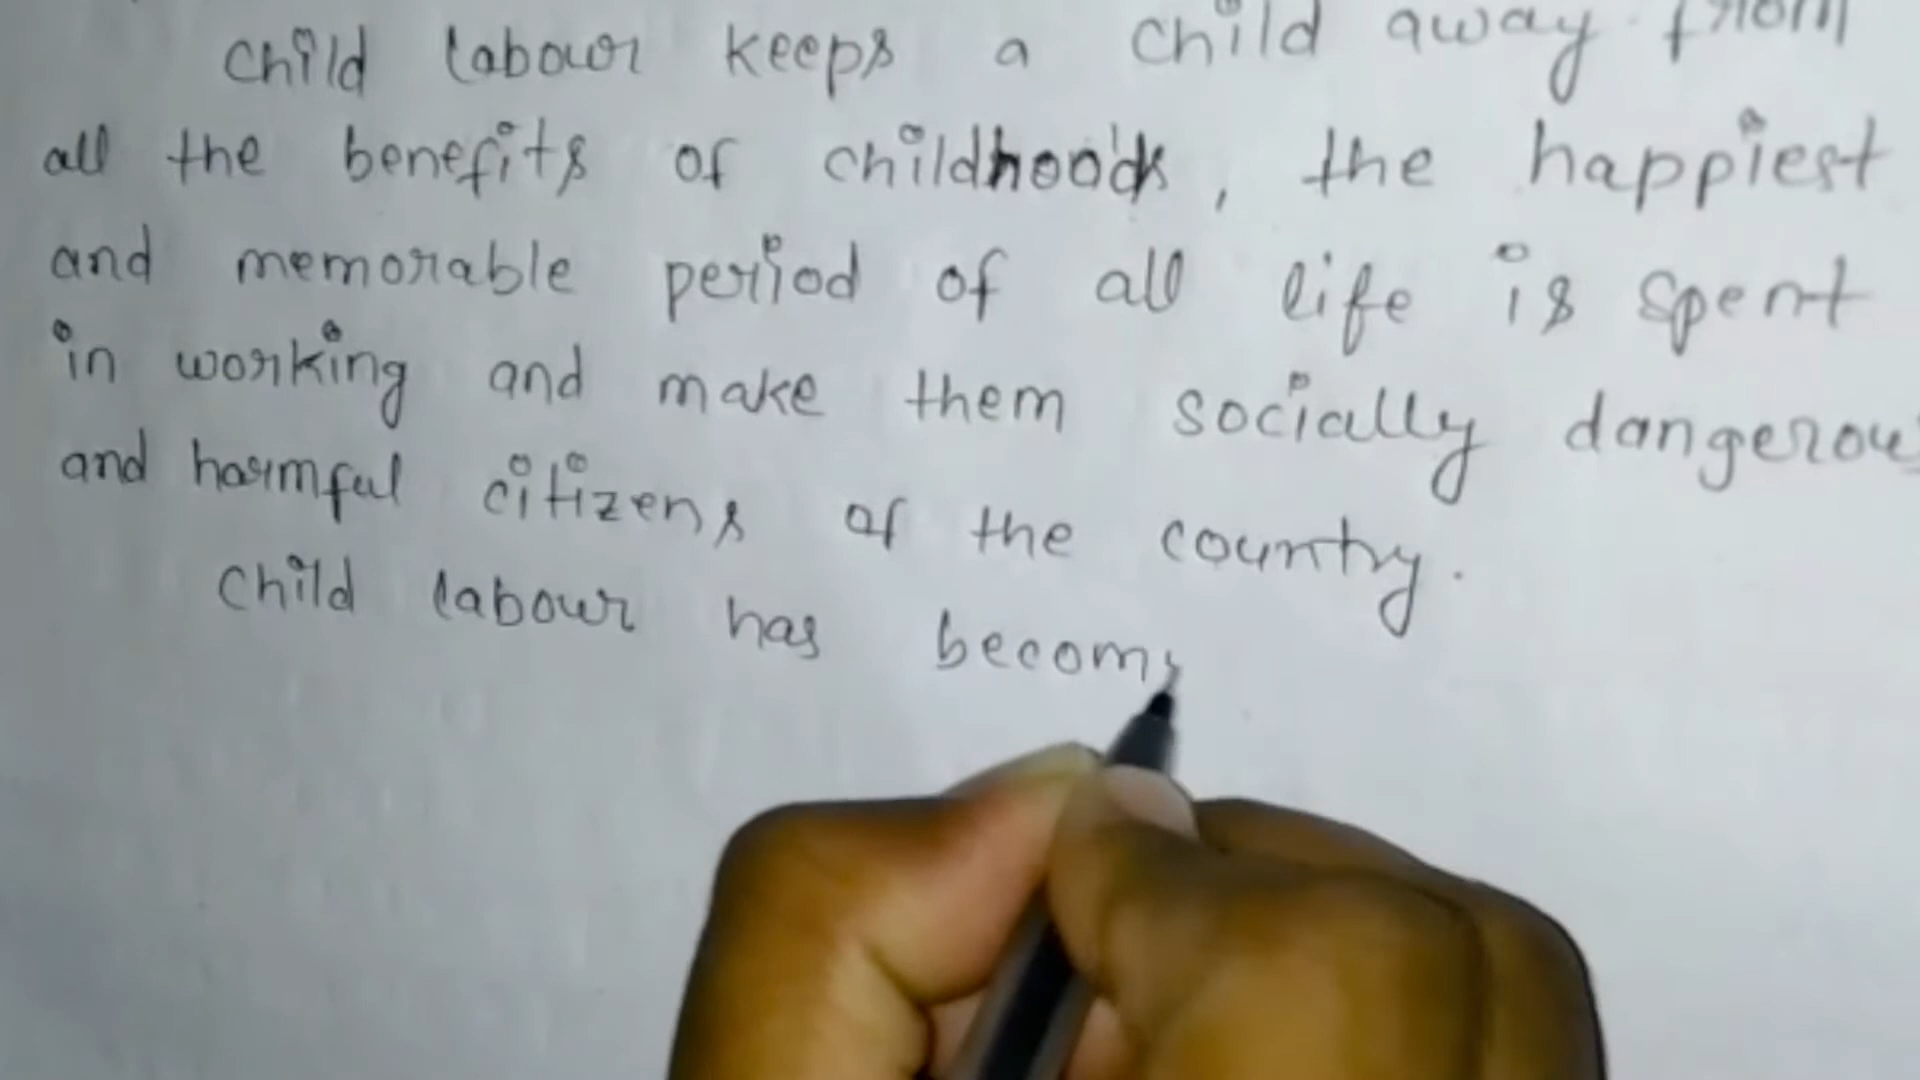 child labour keeps a child away from
all the benefits of childhoods, the happiest
and memorable period of all life is spent
in working and make them socially dangerou
and harmful citizens of the country.
child labour has becom